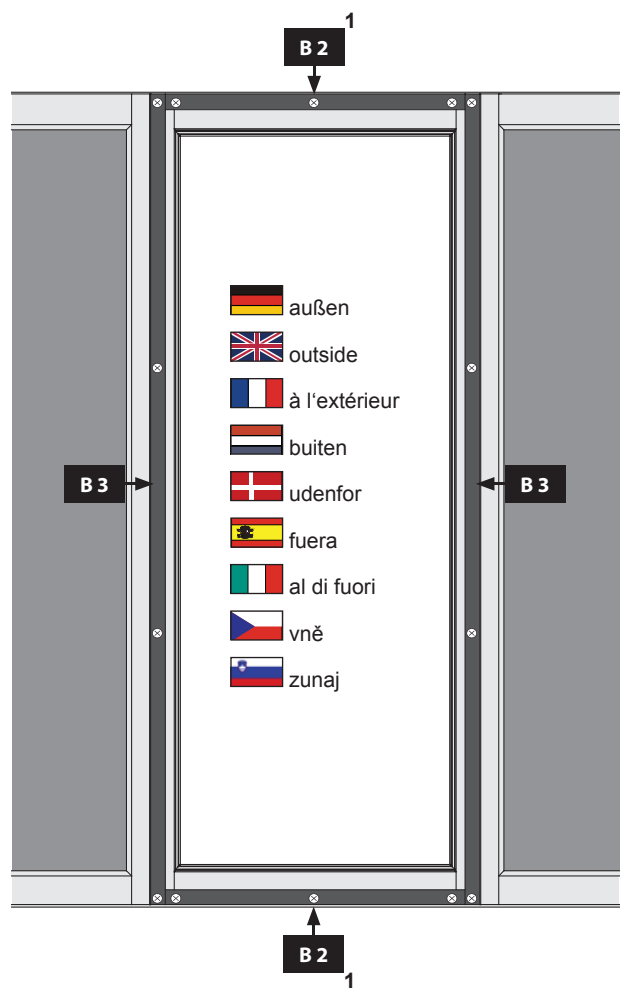 1
B 2
außen
outside
à l‘extérieur
buiten
udenfor
B 3
B 3
fuera
al di fuori
vně
zunaj
B 2
1